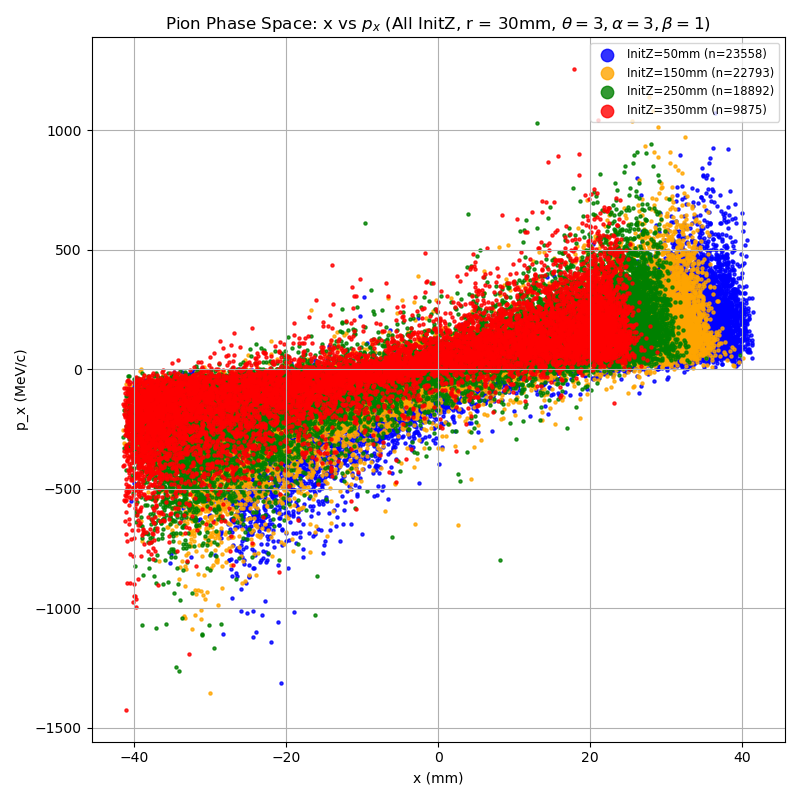 Pion Phase Space: x vs p_x (All InitZ, r = 30mm, θ = 3, α = 3, β = 1)
InitZ=50mm (n=23558)
InitZ=150mm (n=22793)
InitZ=250mm (n=18892)
InitZ=350mm (n=9875)
1000
500
0
−500
−1000
−1500
p_x (MeV/c)
−40 −20 0 20 40
x (mm)